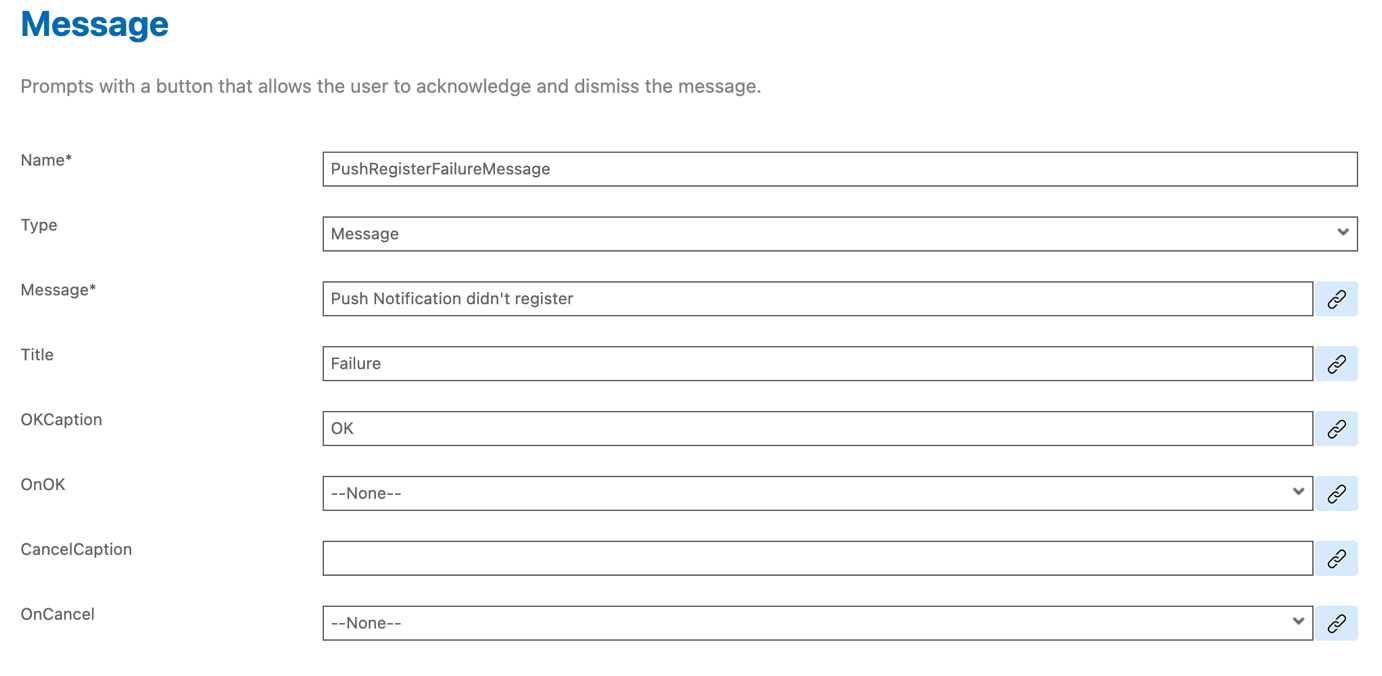 Message
Prompts with a button that allows the user to acknowledge and dismiss the message.
Name*
PushRegisterFailureMessage
Type
Message
Message*
Push Notification didn't register
Title
Failure
OKCaption
OK
OnOK
--None--
CancelCaption
OnCancel
--None--